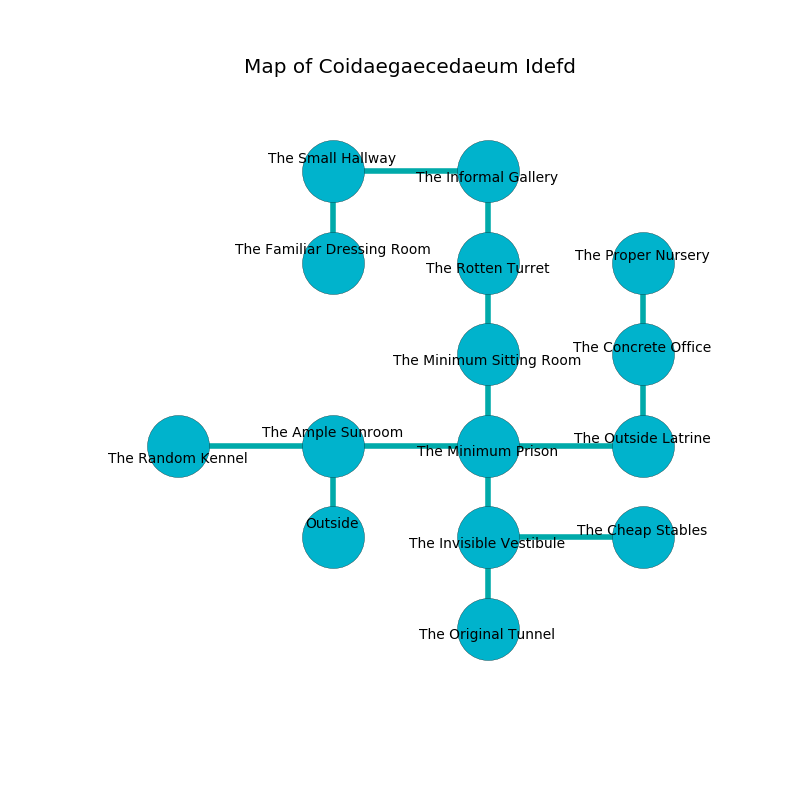 Map of Coidaegaecedaeum Idefd
The Small Hallway
The Informal Gallery
The Familiar Dressing Room
The Rotten Turret
The Proper Nursery
The Minimum Sitting Room
The Concrete Office
The Random Kennel
The Ample Sunroom
The Minimum Prison
The Outside Latrine
Outside
The Invisible Vestibule
The Cheap Stables
The Original Tunnel